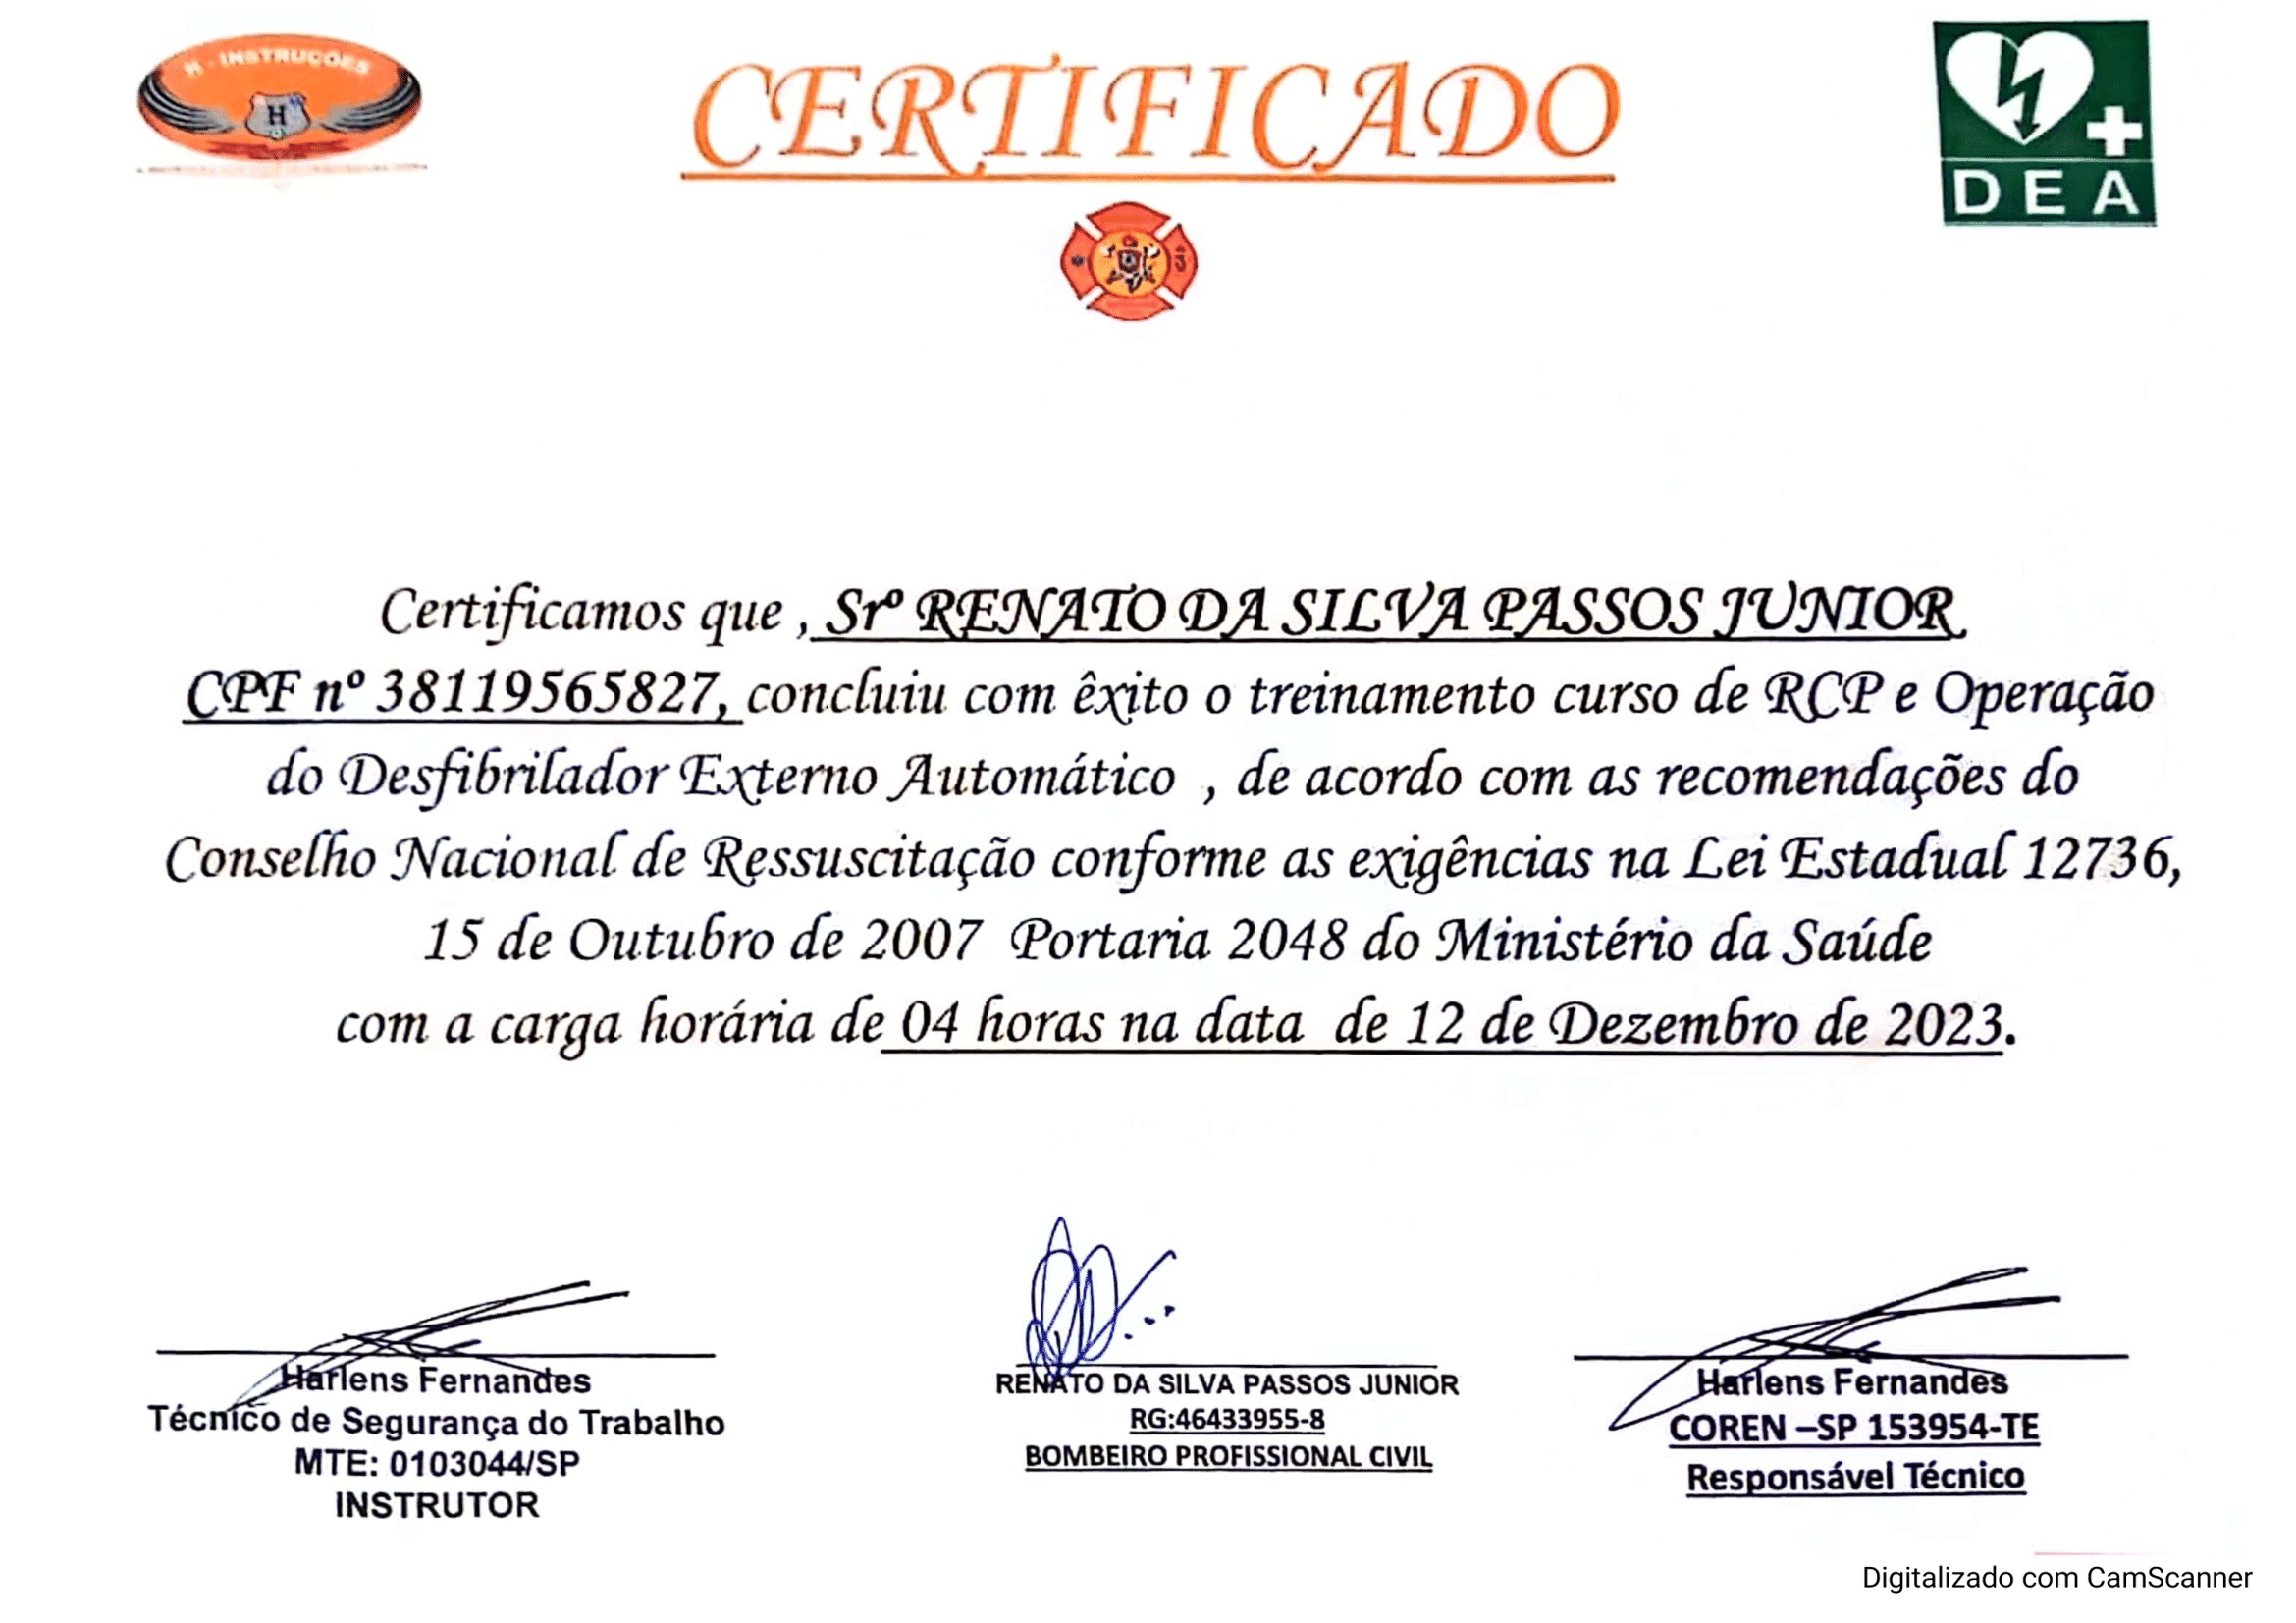 H - INSTRUÇÕES
H
CERTIFICADO
DEA
Certificamos que , Srº RENATO DA SILVA PASSOS JUNIOR
CPF nº 38119565827, concluiu com êxito o treinamento curso de RCP e Operação
do Desfibrilador Externo Automático , de acordo com as recomendações do
Conselho Nacional de Ressuscitação conforme as exigências na Lei Estadual 12736,
15 de Outubro de 2007 Portaria 2048 do Ministério da Saúde
com a carga horária de 04 horas na data de 12 de Dezembro de 2023.
Harlens Fernandes
Técnico de Segurança do Trabalho
MTE: 0103044/SP
INSTRUTOR
RENATO DA SILVA PASSOS JUNIOR
RG:46433955-8
BOMBEIRO PROFISSIONAL CIVIL
Harlens Fernandes
COREN –SP 153954-TE
Responsável Técnico
Digitalizado com CamScanner